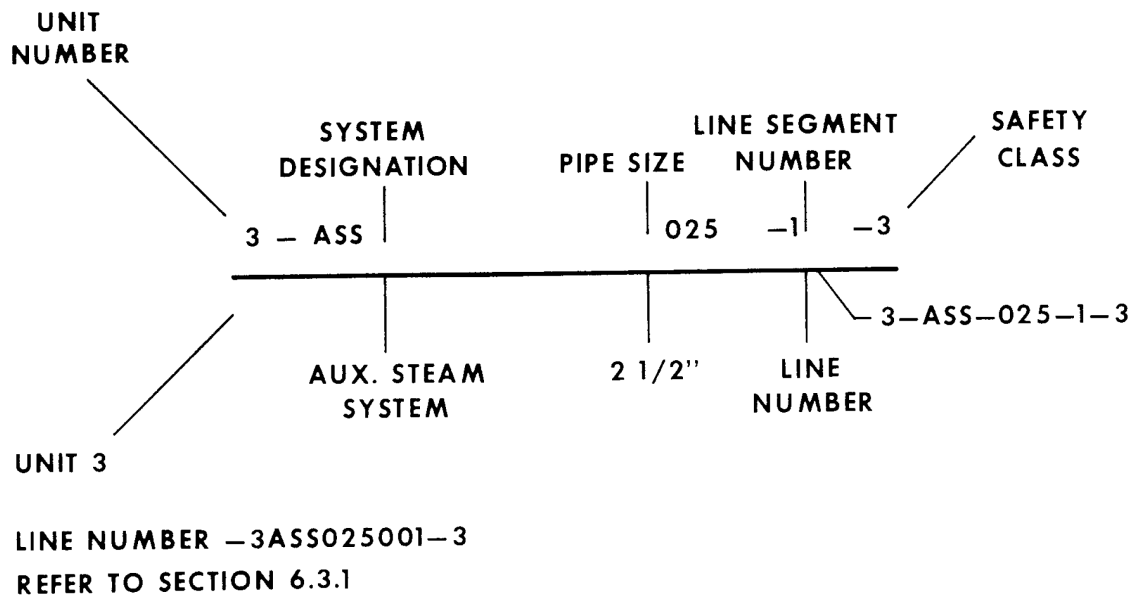 UNIT
NUMBER
SYSTEM
DESIGNATION
PIPE SIZE
LINE SEGMENT
NUMBER
SAFETY
CLASS
3 – ASS
025
–1
–3
3–ASS–025–1–3
AUX. STEAM
SYSTEM
2 1/2''
LINE
NUMBER
UNIT 3
LINE NUMBER –3ASS025001–3
REFER TO SECTION 6.3.1